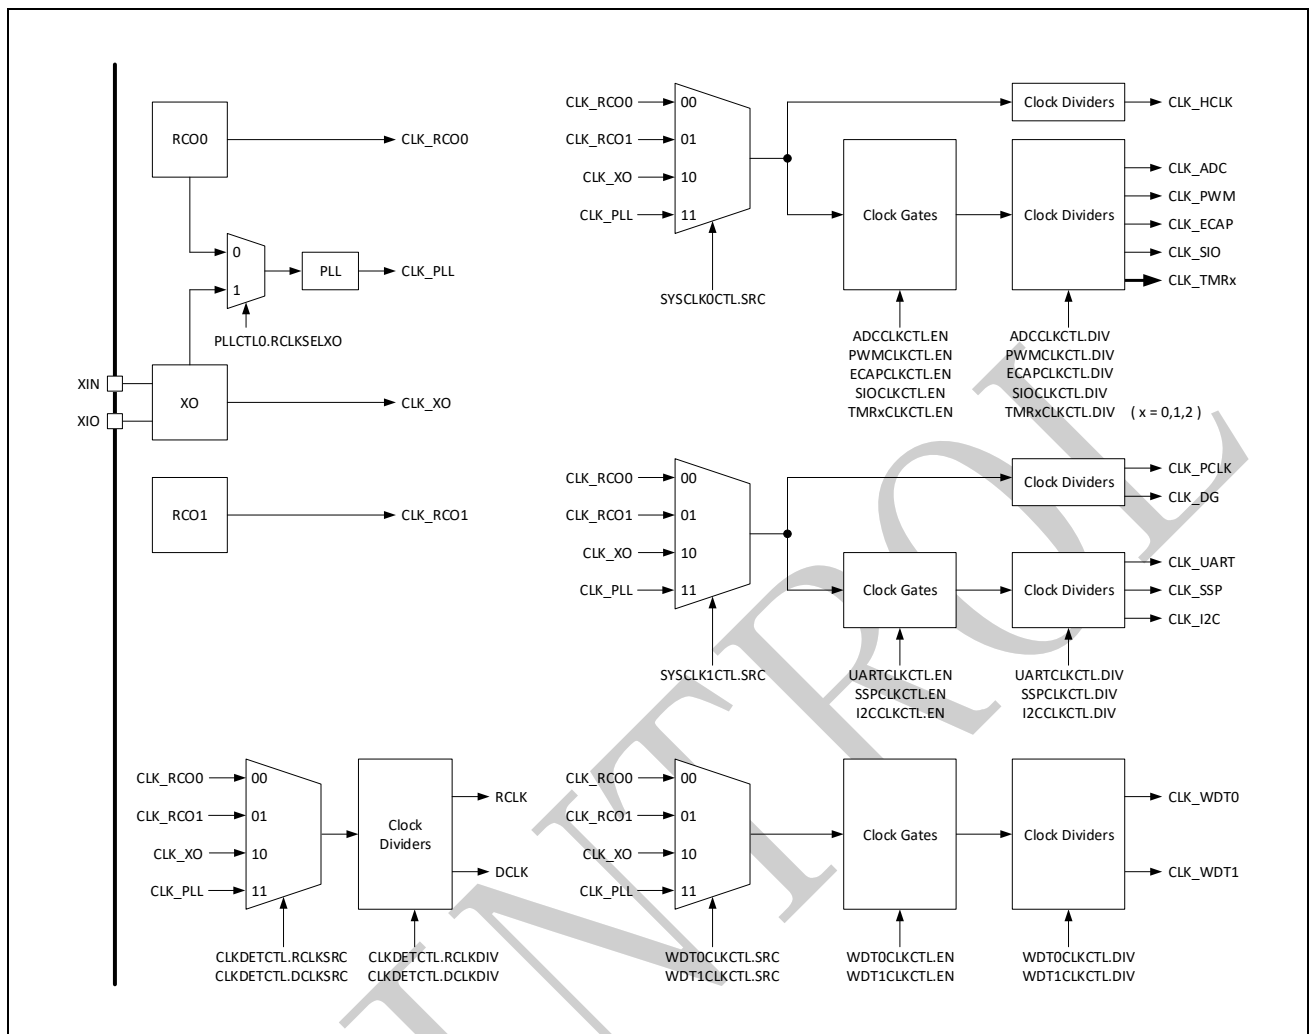 RCO0
CLK_RCO0
0
1
PLL
CLK_PLL
PLLCTL0.RCLKSELXO
XIN
XIO
XO
CLK_XO
RCO1
CLK_RCO1
CLK_RCO0
00
CLK_RCO1
01
CLK_XO
10
CLK_PLL
11
SYSCLK0CTL.SRC
Clock Dividers
CLK_HCLK
Clock Gates
Clock Dividers
CLK_ADC
CLK_PWM
CLK_ECAP
CLK_SIO
CLK_TMRx
ADCCLKCTL.EN
PWMCLKCTL.EN
ECAPCLKCTL.EN
SIOCLKCTL.EN
TMRxCLKCTL.EN
ADCCLKCTL.DIV
PWMCLKCTL.DIV
ECAPCLKCTL.DIV
SIOCLKCTL.DIV
TMRxCLKCTL.DIV ( x = 0,1,2 )
CLK_RCO0
00
CLK_RCO1
01
CLK_XO
10
CLK_PLL
11
SYSCLK1CTL.SRC
Clock Dividers
CLK_PCLK
CLK_DG
Clock Gates
Clock Dividers
CLK_UART
CLK_SSP
CLK_I2C
UARTCLKCTL.EN
SSPCLKCTL.EN
I2CCLKCTL.EN
UARTCLKCTL.DIV
SSPCLKCTL.DIV
I2CCLKCTL.DIV
CLK_RCO0
00
CLK_RCO1
01
CLK_XO
10
CLK_PLL
11
CLKDETCTL.RCLKSRC
CLKDETCTL.DCLKSRC
Clock
Dividers
RCLK
DCLK
CLKDETCTL.RCLKDIV
CLKDETCTL.DCLKDIV
CLK_RCO0
00
CLK_RCO1
01
CLK_XO
10
CLK_PLL
11
WDT0CLKCTL.SRC
WDT1CLKCTL.SRC
Clock Gates
WDT0CLKCTL.EN
WDT1CLKCTL.EN
Clock Dividers
WDT0CLKCTL.DIV
WDT1CLKCTL.DIV
CLK_WDT0
CLK_WDT1
NTROL